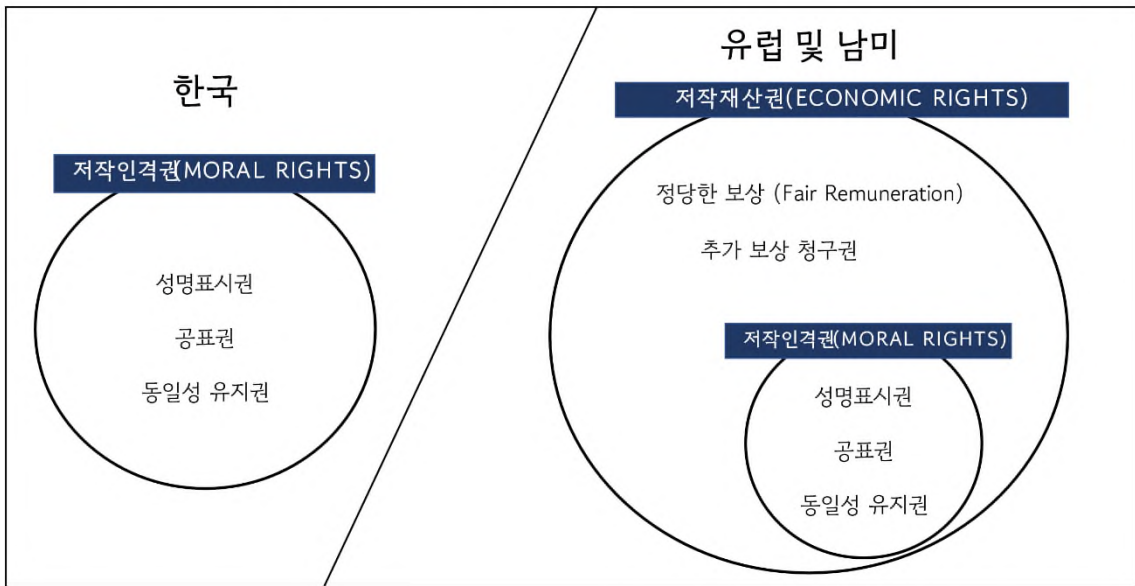 한국
저작인격권(MORAL RIGHTS)
성명표시권
공표권
동일성 유지권
유럽 및 남미
저작재산권(ECONOMIC RIGHTS)
정당한 보상 (Fair Remuneration)
추가 보상 청구권
저작인격권(MORAL RIGHTS)
성명표시권
공표권
동일성 유지권